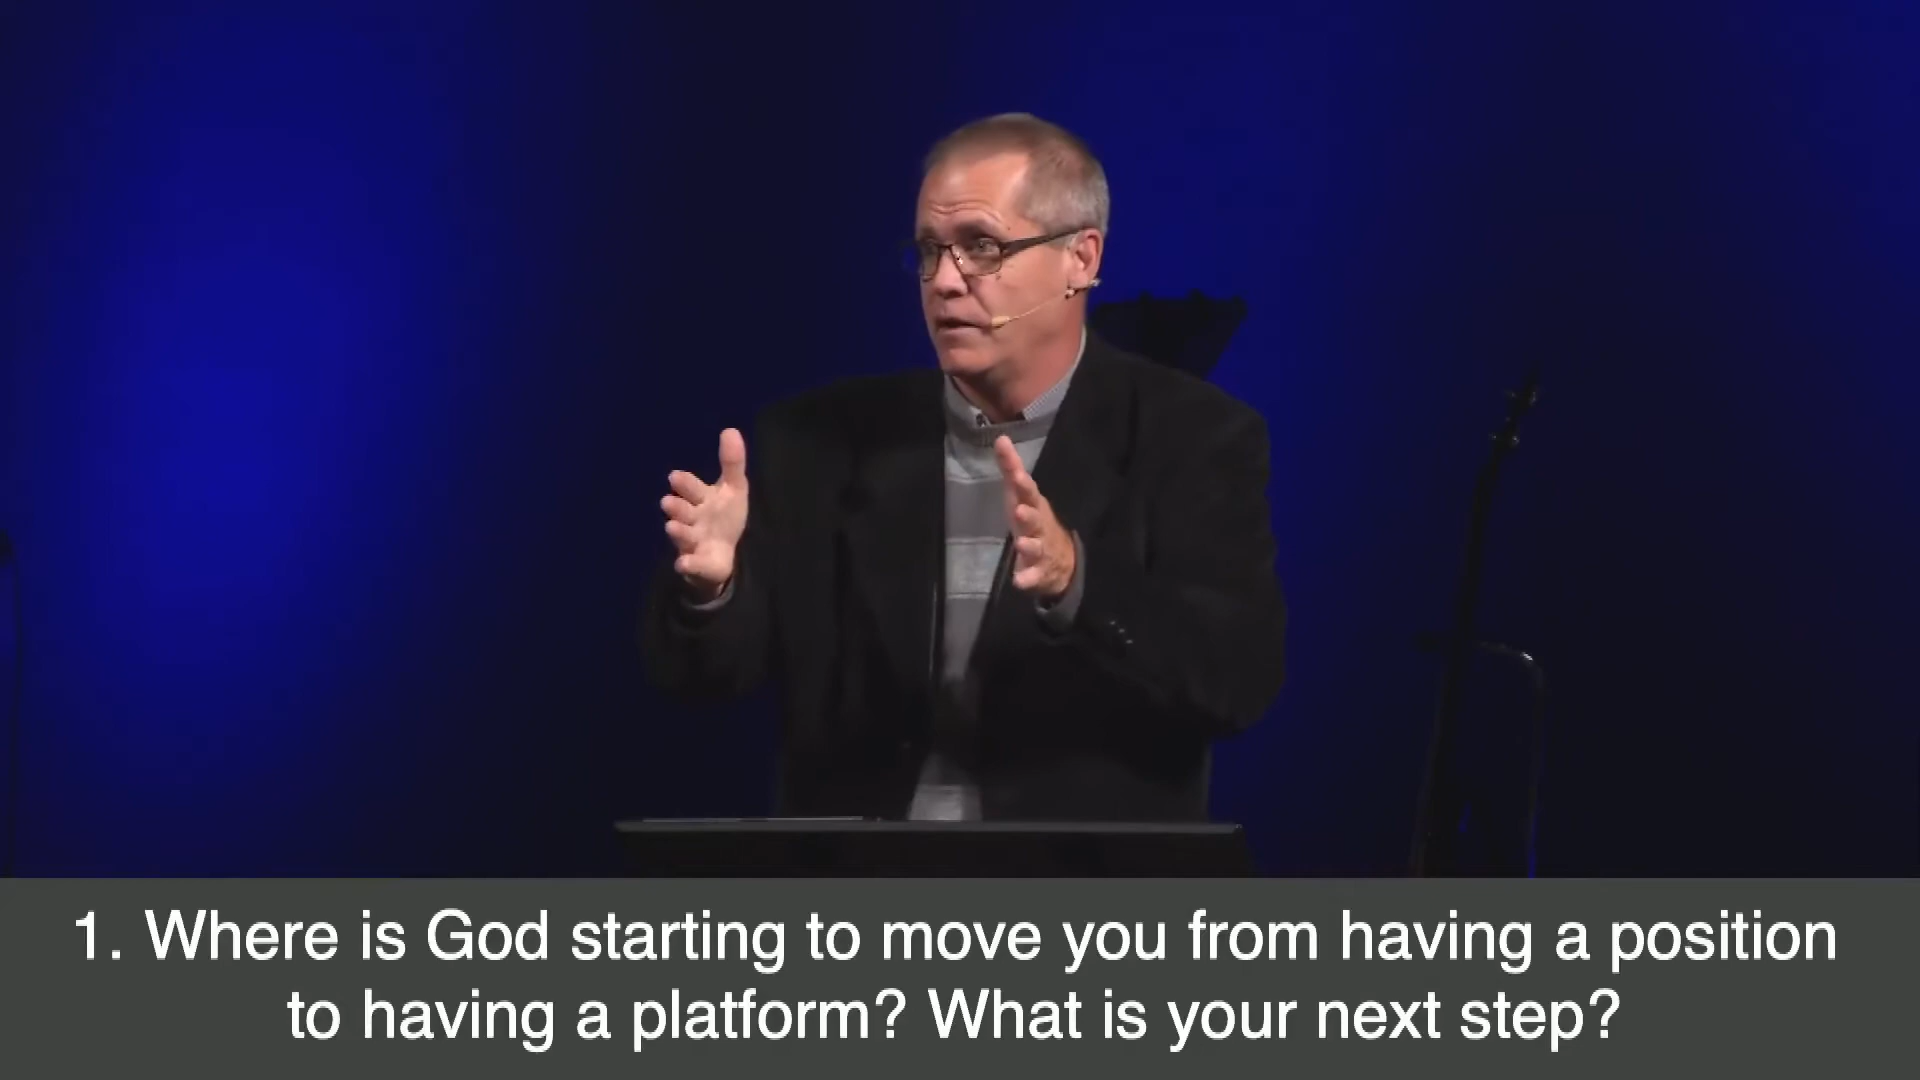 1. Where is God starting to move you from having a position
to having a platform? What is your next step?